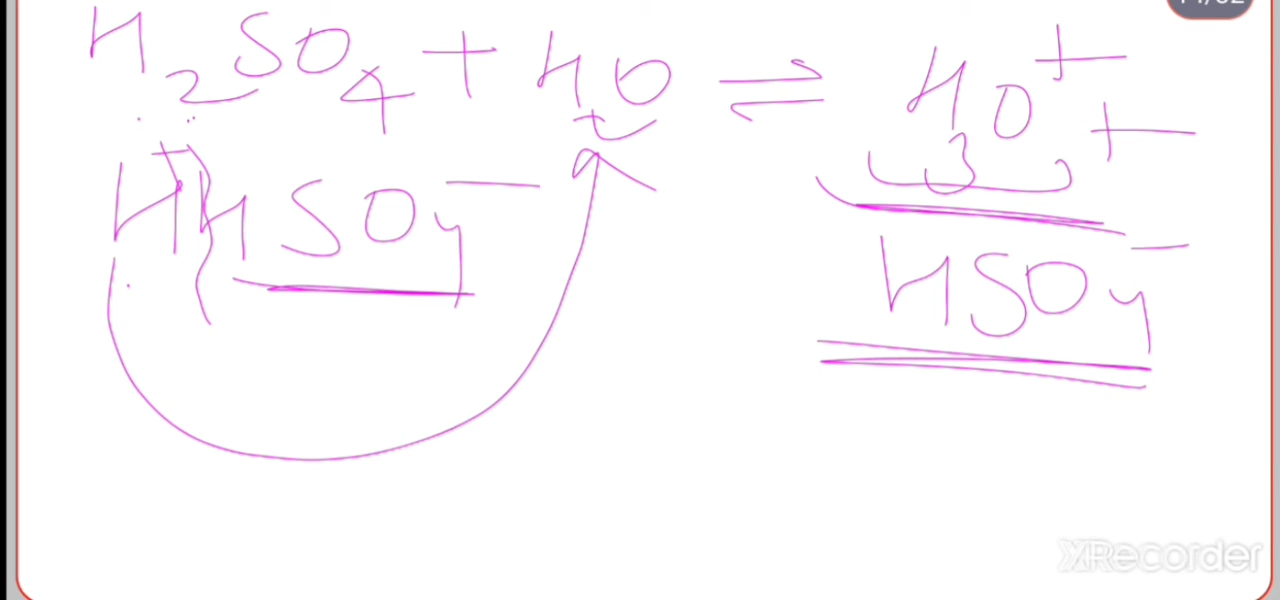 H₂SO₄ + H₂O ⇌ H₃O⁺ +
H⁺ HSO₄⁻
HSO₄⁻
XRecorder